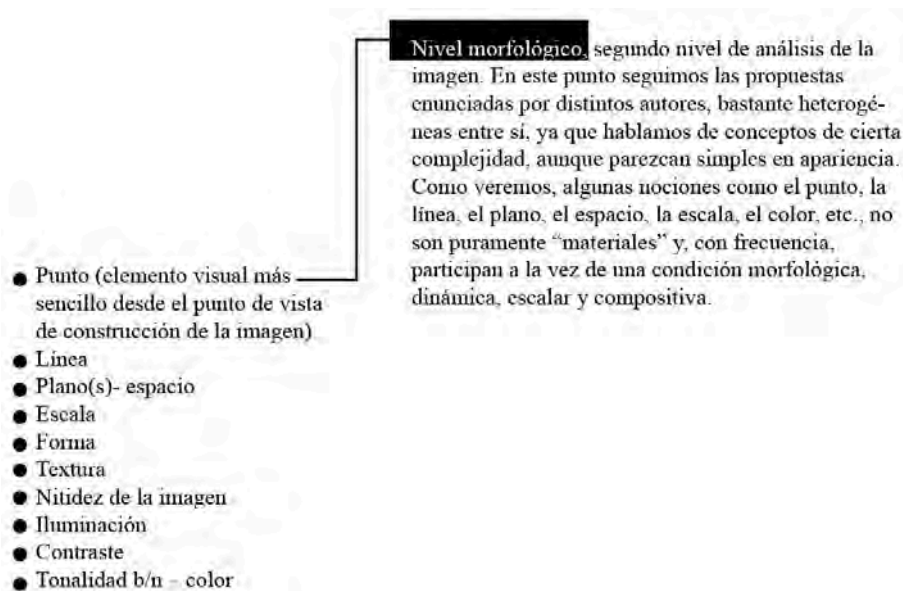 Nivel morfológico, segundo nivel de análisis de la
imagen. En este punto seguimos las propuestas
enunciadas por distintos autores, bastante heterogé-
neas entre sí, ya que hablamos de conceptos de cierta
complejidad, aunque parezcan simples en apariencia.
Como veremos, algunas nociones como el punto, la
línea, el plano, el espacio, la escala, el color, etc., no
son puramente “materiales” y, con frecuencia,
participan a la vez de una condición morfológica,
dinámica, escalar y compositiva.
● Punto (elemento visual más
sencillo desde el punto de vista
de construcción de la imagen)
● Línea
● Plano(s)- espacio
● Escala
● Forma
● Textura
● Nitidez de la imagen
● Iluminación
● Contraste
● Tonalidad b/n – color